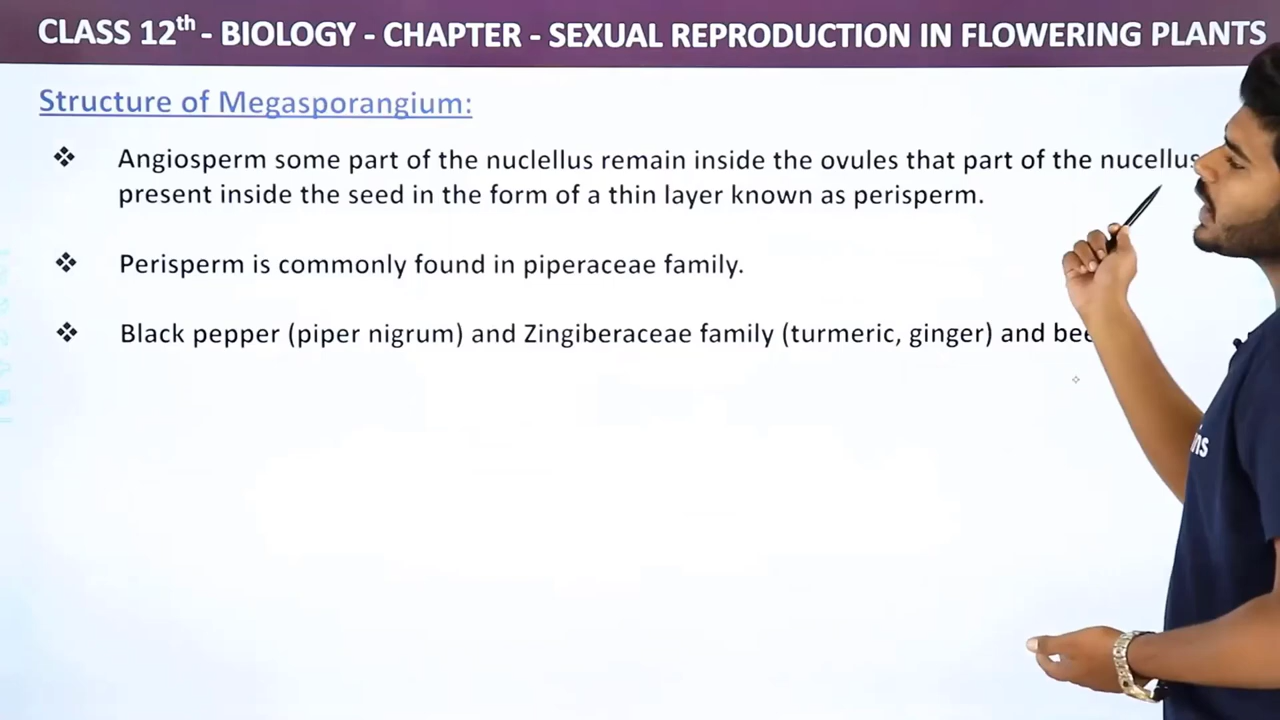 CLASS 12th - BIOLOGY - CHAPTER - SEXUAL REPRODUCTION IN FLOWERING PLANTS
Structure of Megasporangium:
❖ Angiosperm some part of the nuclellus remain inside the ovules that part of the nucellus
present inside the seed in the form of a thin layer known as perisperm.
❖ Perisperm is commonly found in piperaceae family.
❖ Black pepper (piper nigrum) and Zingiberaceae family (turmeric, ginger) and